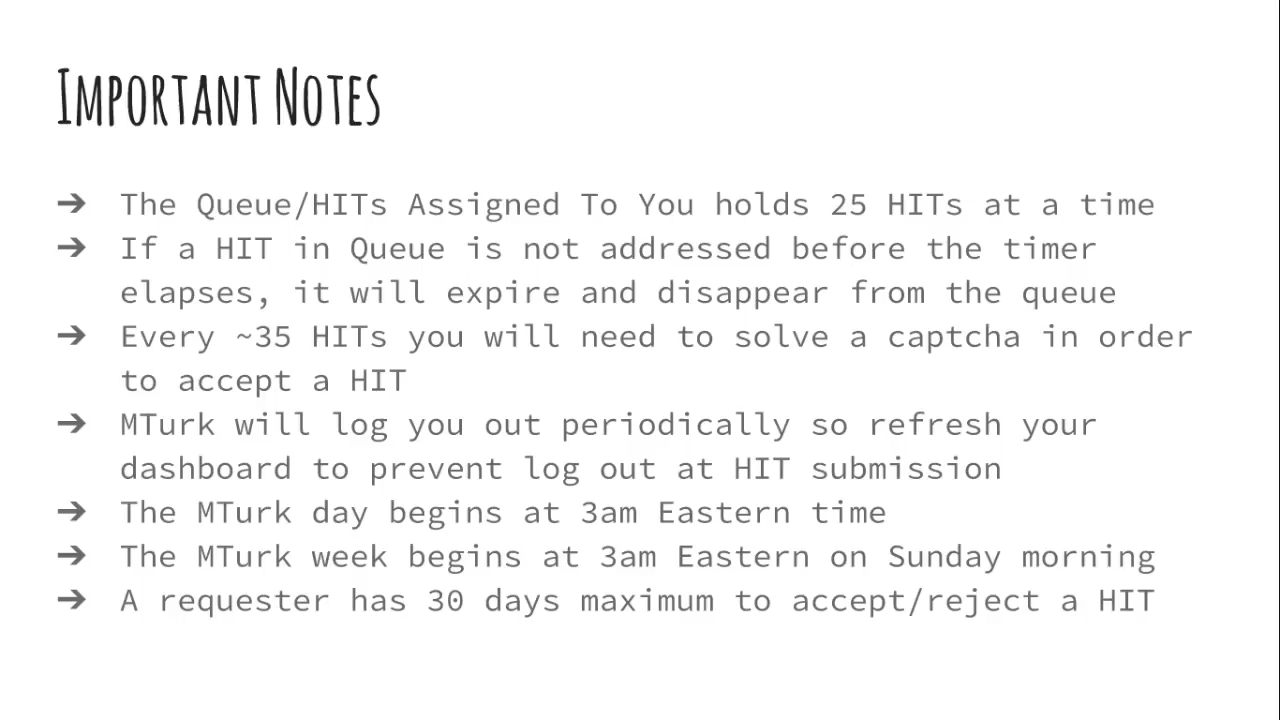 Important Notes
➔ The Queue/HITs Assigned To You holds 25 HITs at a time
➔ If a HIT in Queue is not addressed before the timer
elapses, it will expire and disappear from the queue
➔ Every ~35 HITs you will need to solve a captcha in order
to accept a HIT
➔ MTurk will log you out periodically so refresh your
dashboard to prevent log out at HIT submission
➔ The MTurk day begins at 3am Eastern time
➔ The MTurk week begins at 3am Eastern on Sunday morning
➔ A requester has 30 days maximum to accept/reject a HIT